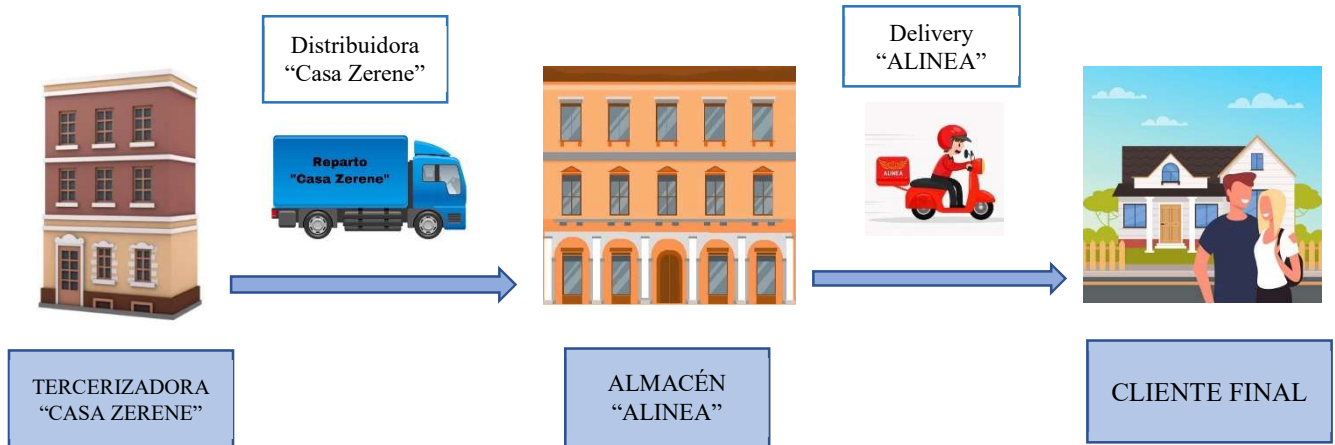 Distribuidora
“Casa Zerene”
Delivery
“ALINEA”
Reparto
"Casa Zerene"
ALINEA
TERCERIZADORA
“CASA ZERENE”
ALMACÉN
“ALINEA”
CLIENTE FINAL